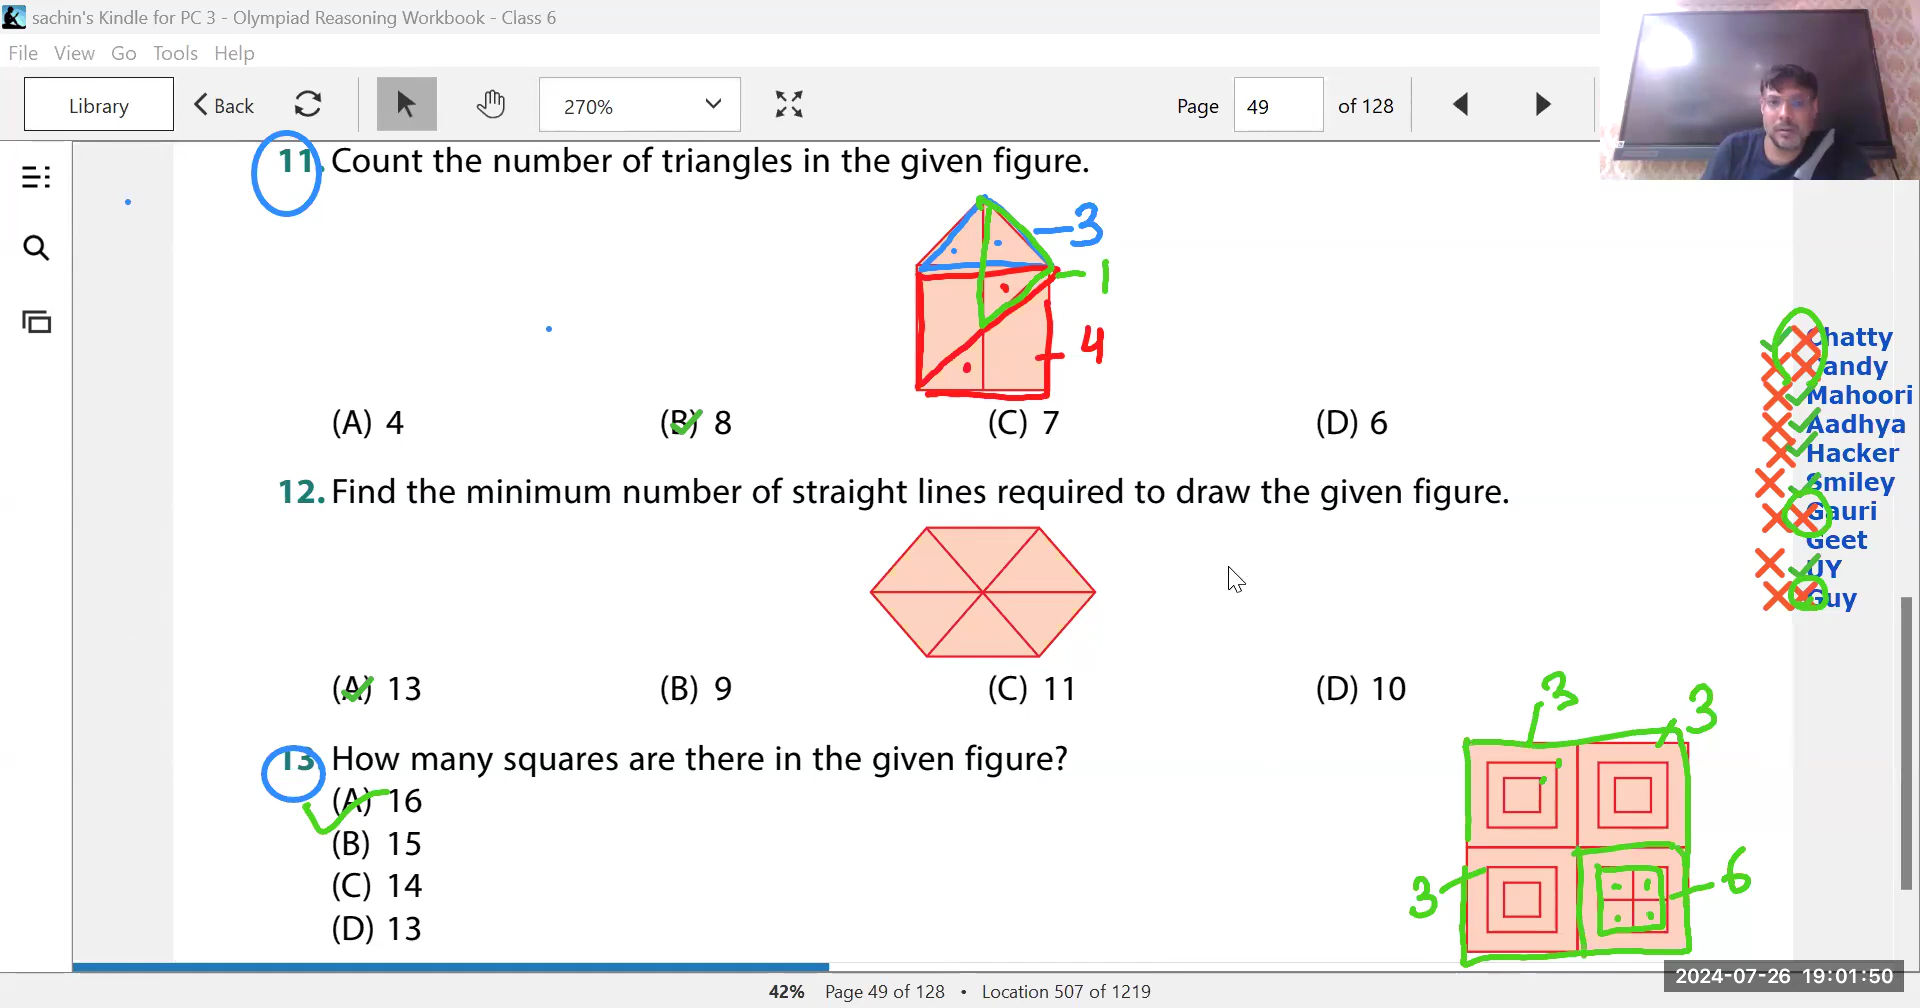 sachin's Kindle for PC 3 - Olympiad Reasoning Workbook - Class 6
File View Go Tools Help
Library Back 270% Page 49 of 128
11. Count the number of triangles in the given figure.
3
1
4
(A) 4 (B) 8 (C) 7 (D) 6
12. Find the minimum number of straight lines required to draw the given figure.
(A) 13 (B) 9 (C) 11 (D) 10
13. How many squares are there in the given figure?
(A) 16
(B) 15
(C) 14
(D) 13
3
3
3
6
Chatty
Candy
Mahoori
Aadhya
Hacker
Smiley
Gauri
Geet
UY
Guy
2024-07-26 19:01:50
42% Page 49 of 128 • Location 507 of 1219